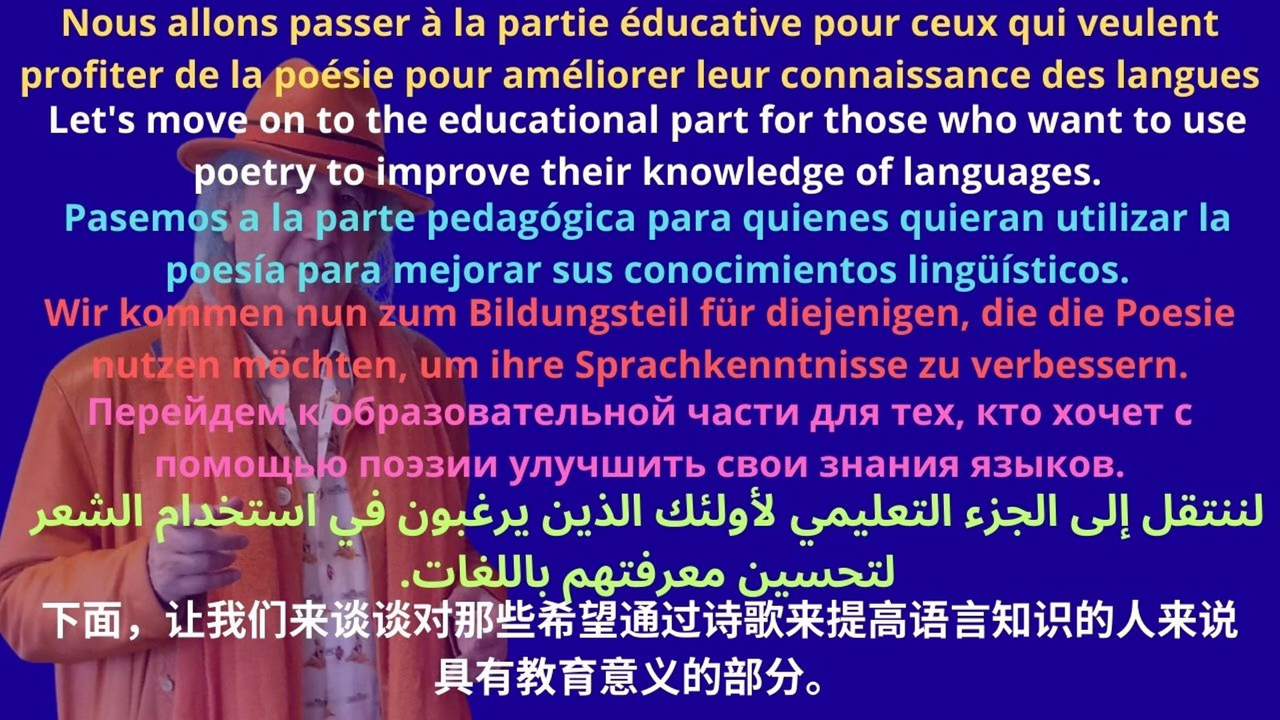 Nous allons passer à la partie éducative pour ceux qui veulent
profiter de la poésie pour améliorer leur connaissance des langues
Let's move on to the educational part for those who want to use
poetry to improve their knowledge of languages.
Pasemos a la parte pedagógica para quienes quieran utilizar la
poesía para mejorar sus conocimientos lingüísticos.
Wir kommen nun zum Bildungsteil für diejenigen, die die Poesie
nutzen möchten, um ihre Sprachkenntnisse zu verbessern.
Перейдем к образовательной части для тех, кто хочет с
помощью поэзии улучшить свои знания языков.
لننتقل إلى الجزء التعليمي لأولئك الذين يرغبون في استخدام الشعر
لتحسين معرفتهم باللغات.
下面，让我们来谈谈对那些希望通过诗歌来提高语言知识的人来说
具有教育意义的部分。